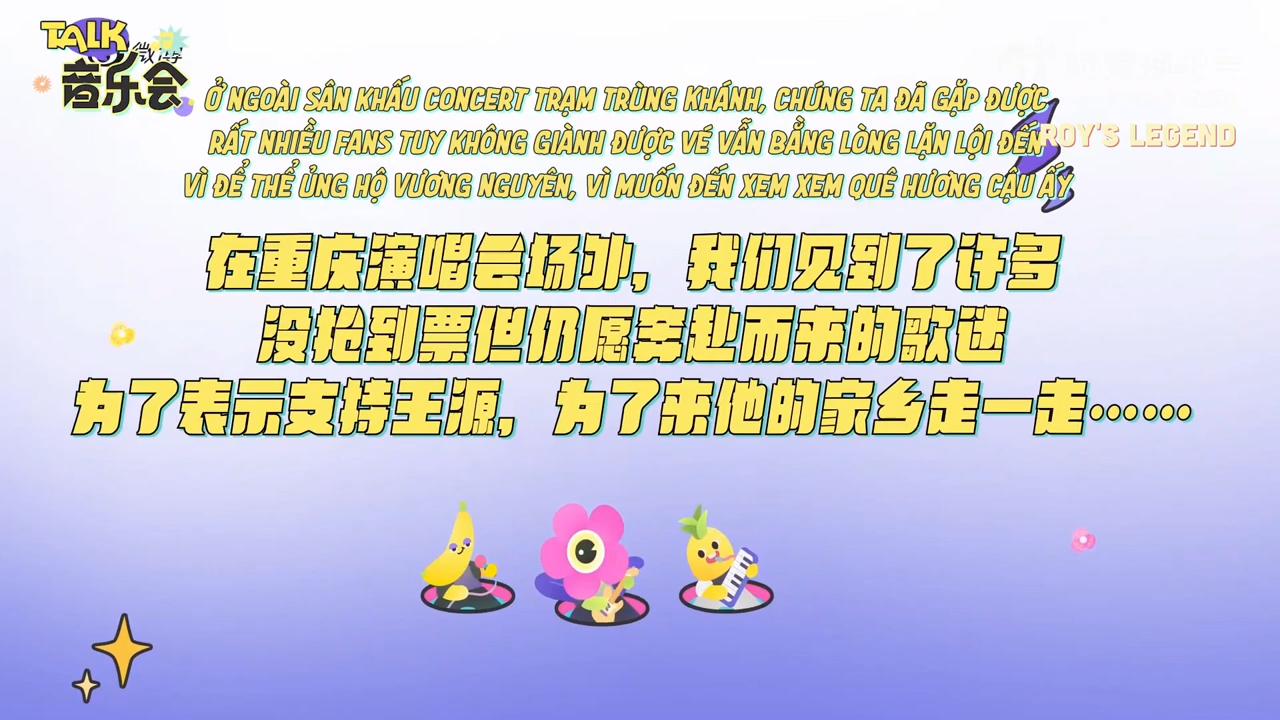 TALK
音乐会
Ở NGOÀI SÂN KHẤU CONCERT TRẠM TRÙNG KHÁNH, CHÚNG TA ĐÃ GẶP ĐƯỢC
RẤT NHIỀU FANS TUY KHÔNG GIÀNH ĐƯỢC VÉ VẪN BẰNG LÒNG LẶN LỘI ĐẾN
ROY'S LEGEND
VÌ ĐỂ THỂ ỦNG HỘ VƯƠNG NGUYÊN, VÌ MUỐN ĐẾN XEM XEM QUÊ HƯƠNG CẬU ẤY
在重庆演唱会场外，我们见到了许多
没抢到票但仍愿奔赴而来的歌迷
为了表示支持王源，为了来他的家乡走一走……